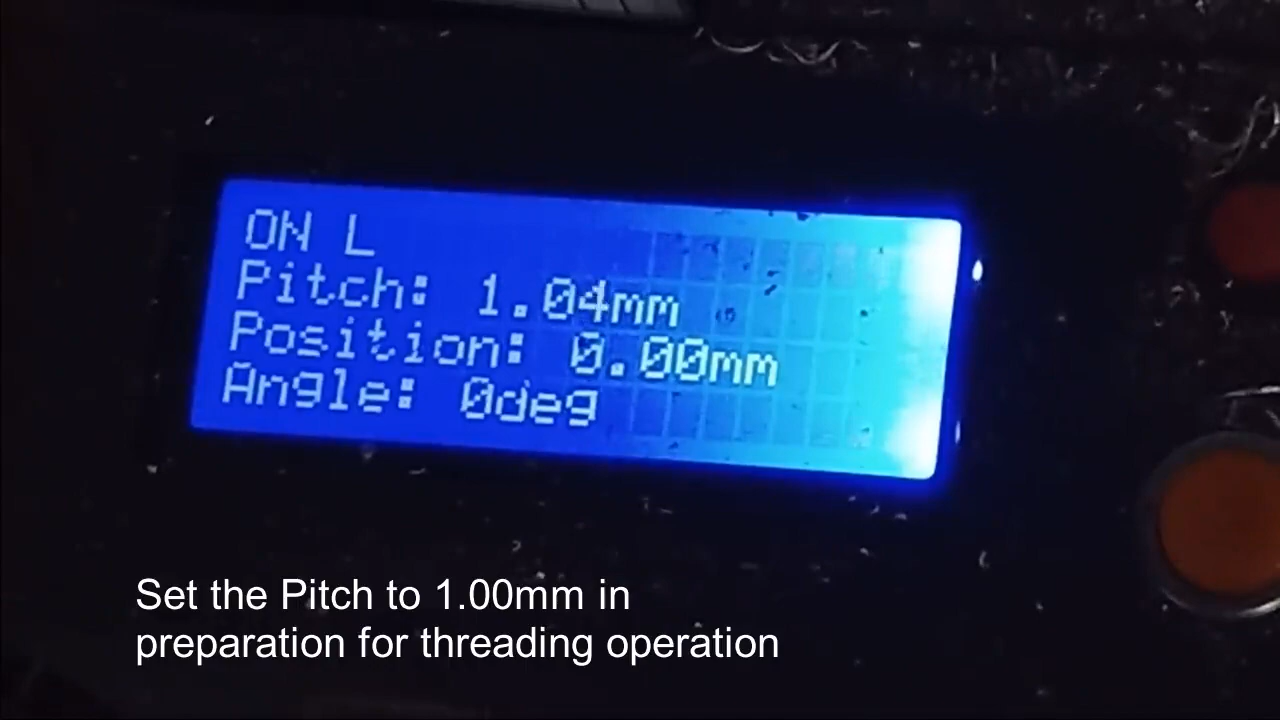 ON L
Pitch: 1.04mm
Position: 0.00mm
Angle: 0deg
Set the Pitch to 1.00mm in
preparation for threading operation